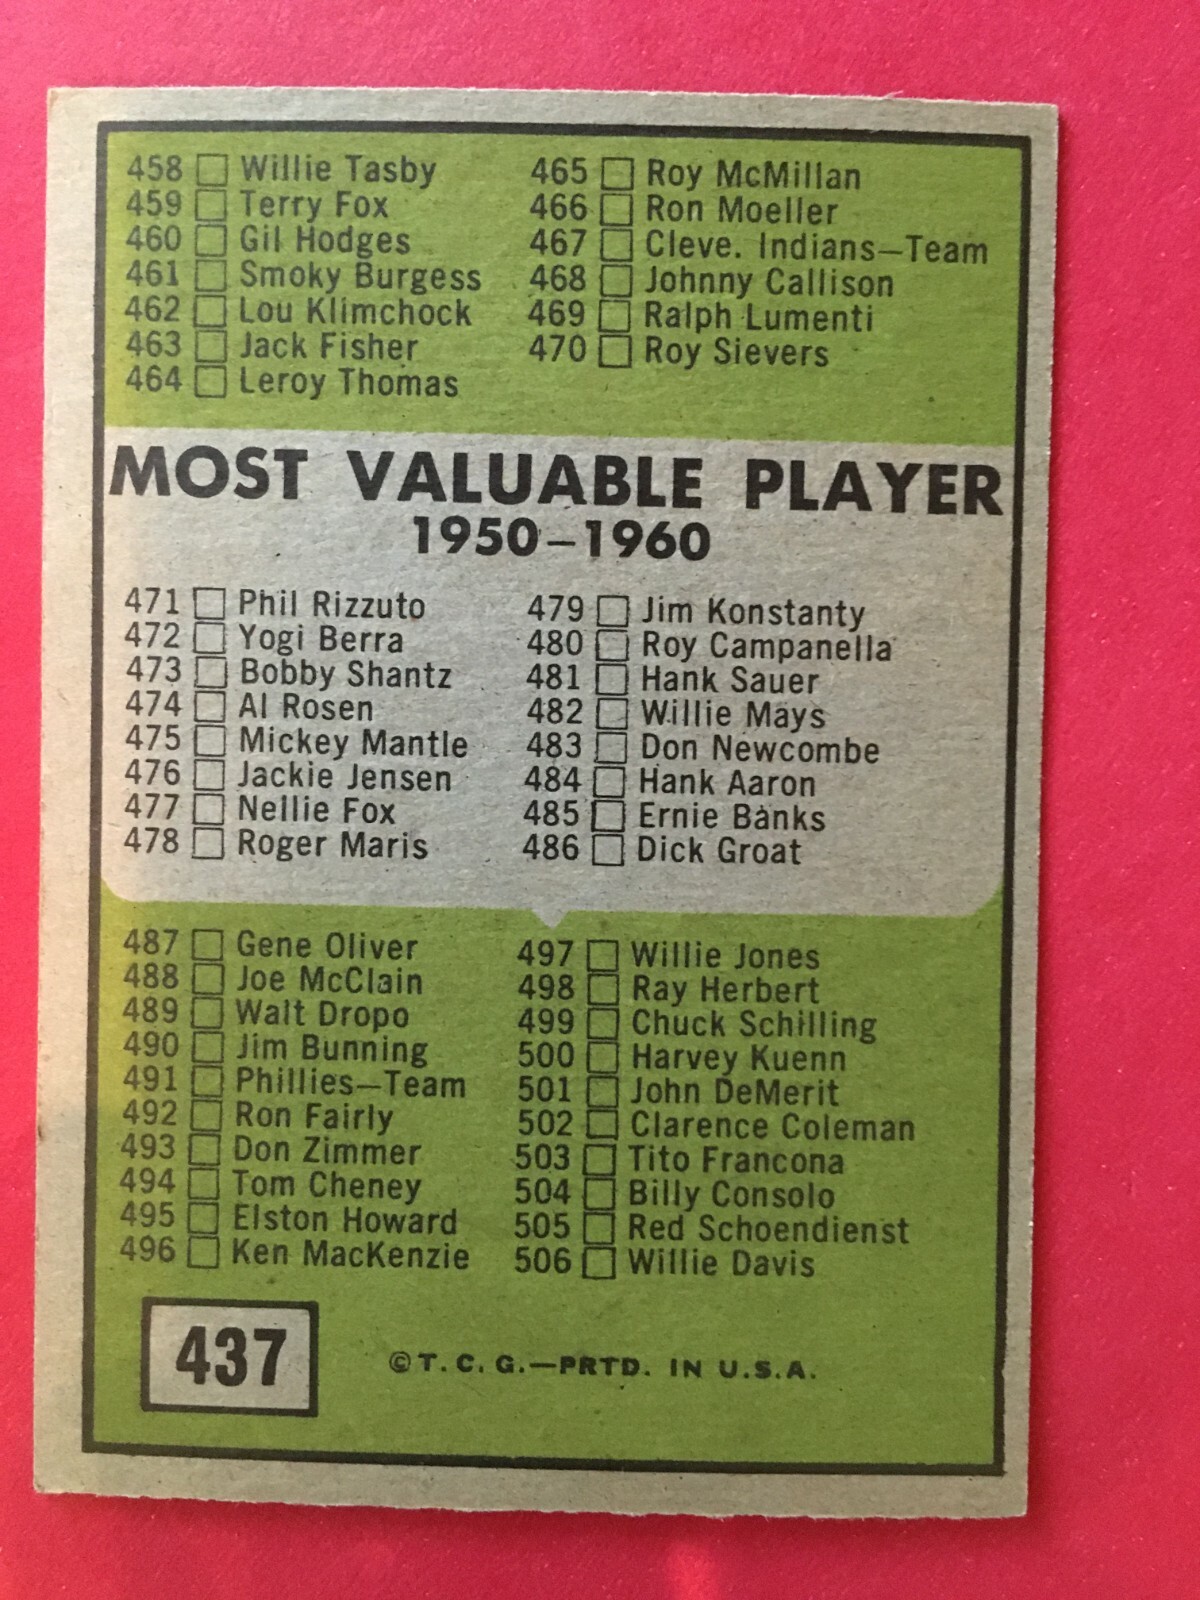 458 Willie Tasby
459 Terry Fox
460 Gil Hodges
461 Smoky Burgess
462 Lou Klimchock
463 Jack Fisher
464 Leroy Thomas
465 Roy McMillan
466 Ron Moeller
467 Cleve. Indians—Team
468 Johnny Callison
469 Ralph Lumenti
470 Roy Sievers
MOST VALUABLE PLAYER
1950–1960
471 Phil Rizzuto
472 Yogi Berra
473 Bobby Shantz
474 Al Rosen
475 Mickey Mantle
476 Jackie Jensen
477 Nellie Fox
478 Roger Maris
479 Jim Konstanty
480 Roy Campanella
481 Hank Sauer
482 Willie Mays
483 Don Newcombe
484 Hank Aaron
485 Ernie Banks
486 Dick Groat
487 Gene Oliver
488 Joe McClain
489 Walt Dropo
490 Jim Bunning
491 Phillies—Team
492 Ron Fairly
493 Don Zimmer
494 Tom Cheney
495 Elston Howard
496 Ken MacKenzie
497 Willie Jones
498 Ray Herbert
499 Chuck Schilling
500 Harvey Kuenn
501 John DeMerit
502 Clarence Coleman
503 Tito Francona
504 Billy Consolo
505 Red Schoendienst
506 Willie Davis
437
©T. C. G.—PRTD. IN U.S.A.